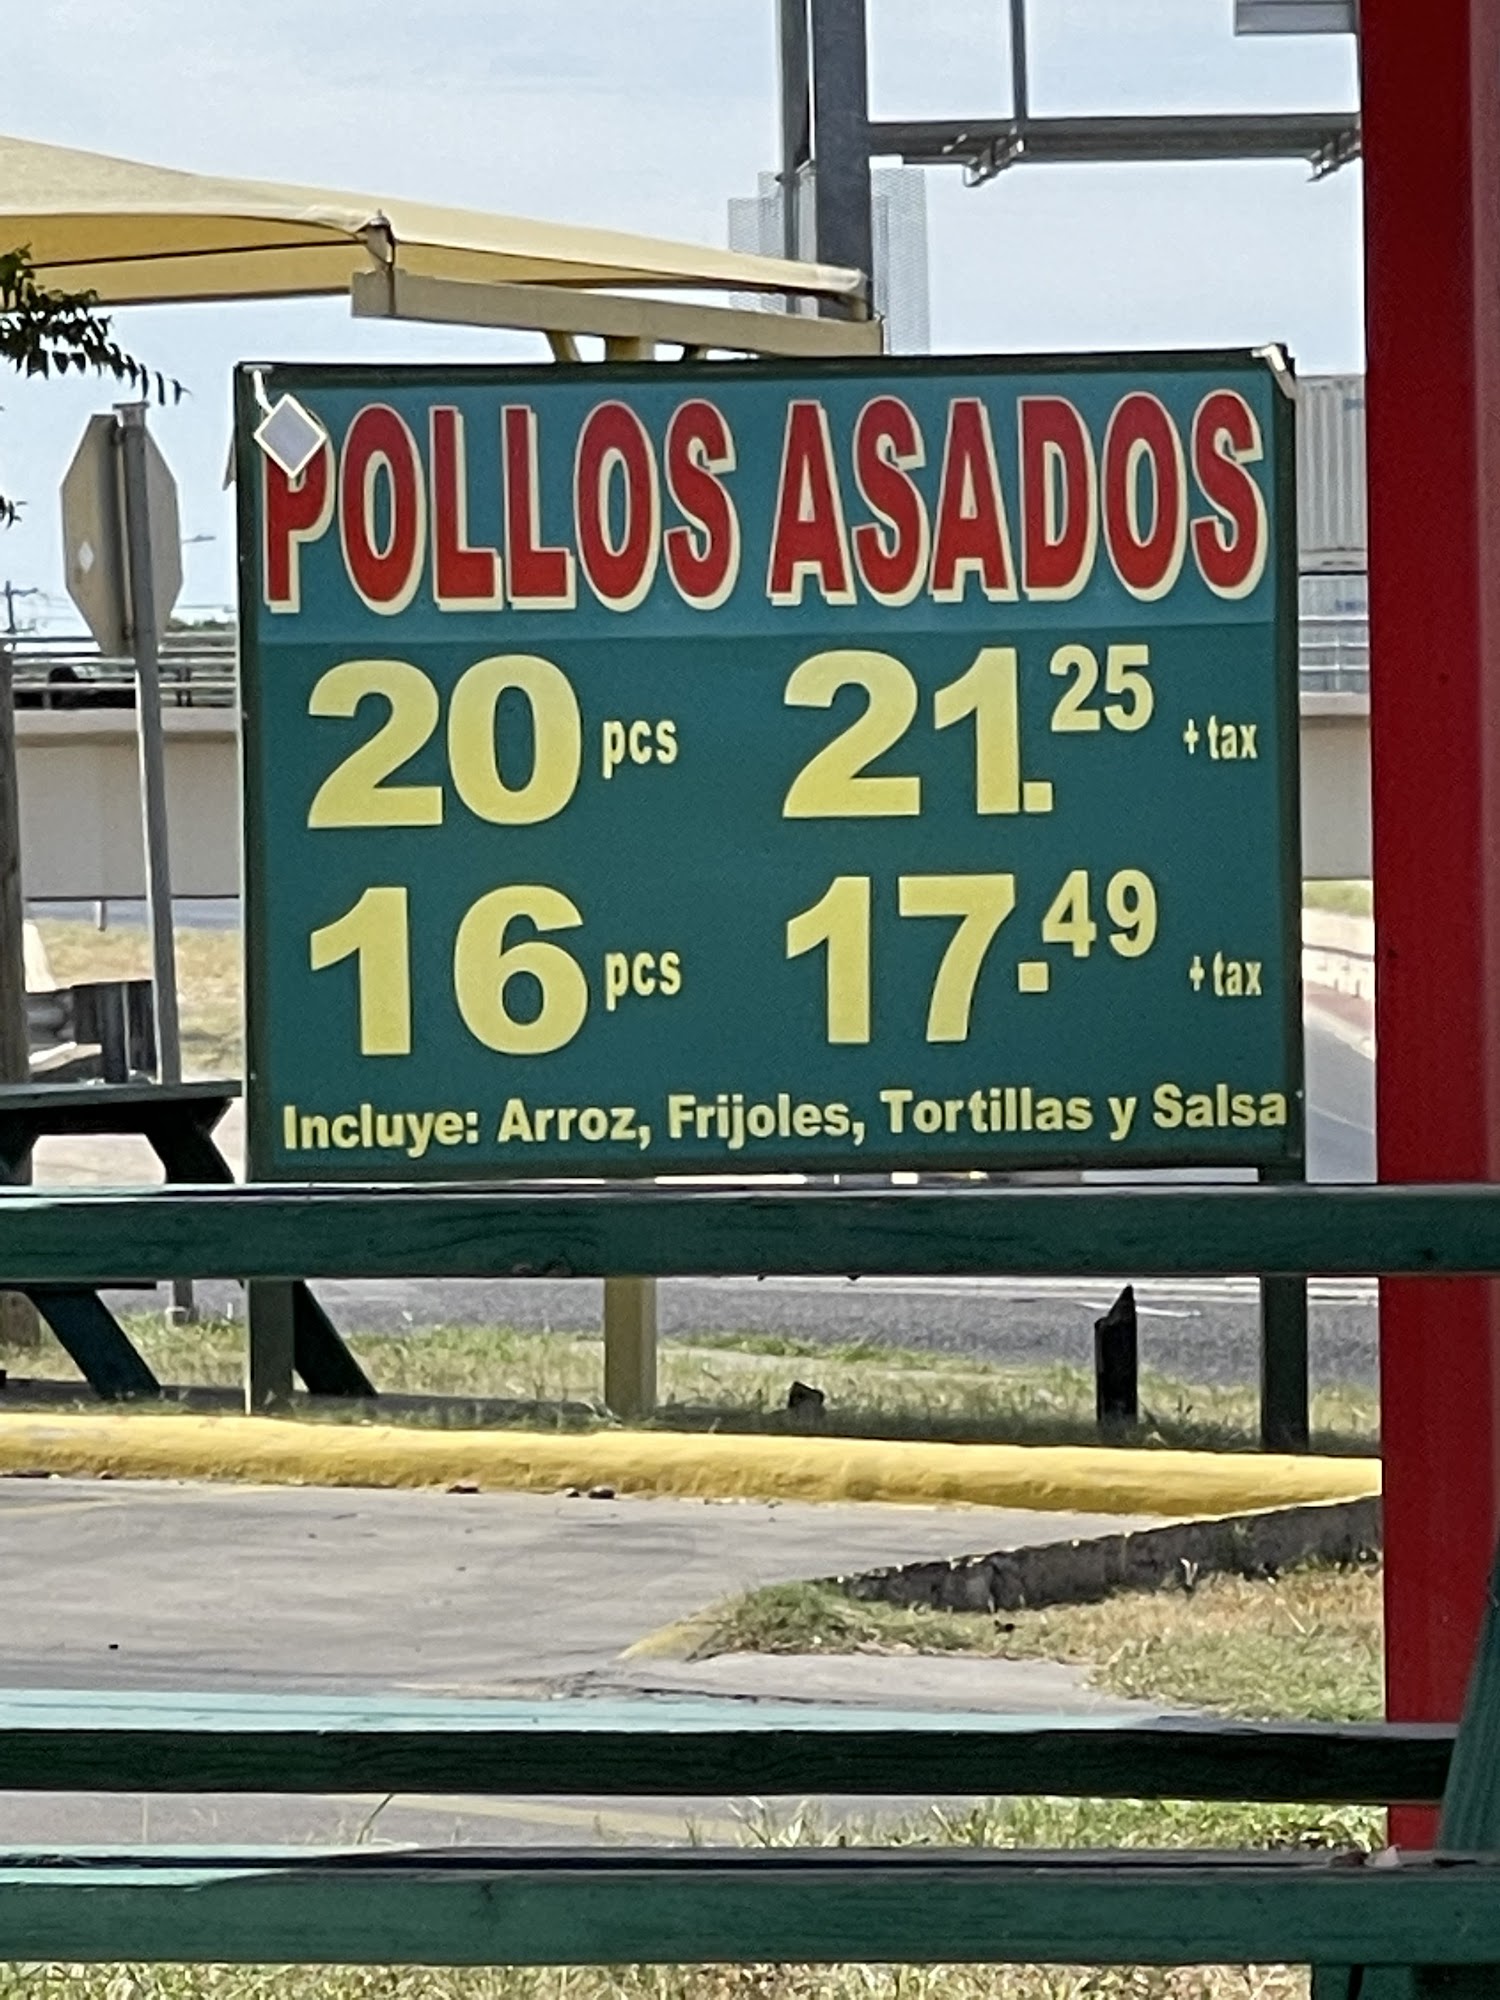 POLLOS ASADOS
20 pcs 21.25 + tax
16 pcs 17.49 + tax
Incluye: Arroz, Frijoles, Tortillas y Salsa